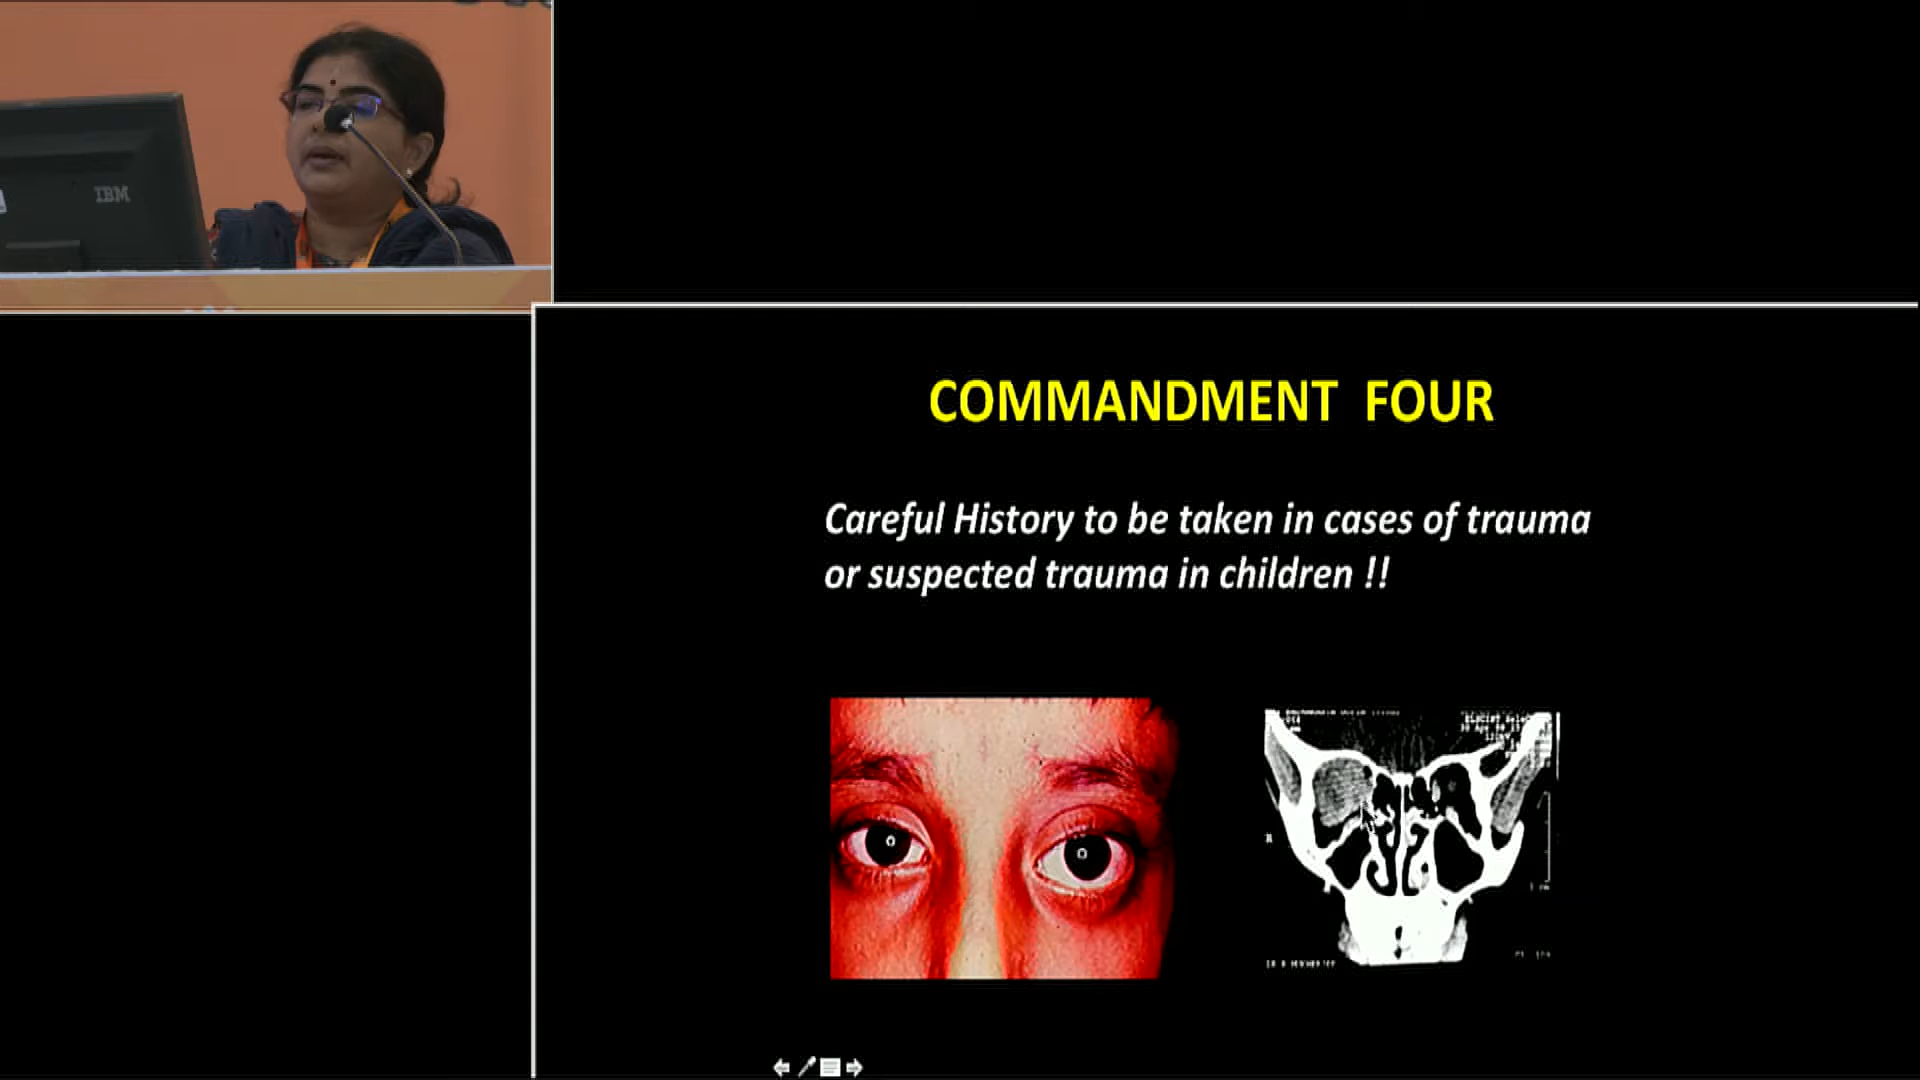 IBM
COMMANDMENT FOUR
Careful History to be taken in cases of trauma
or suspected trauma in children !!